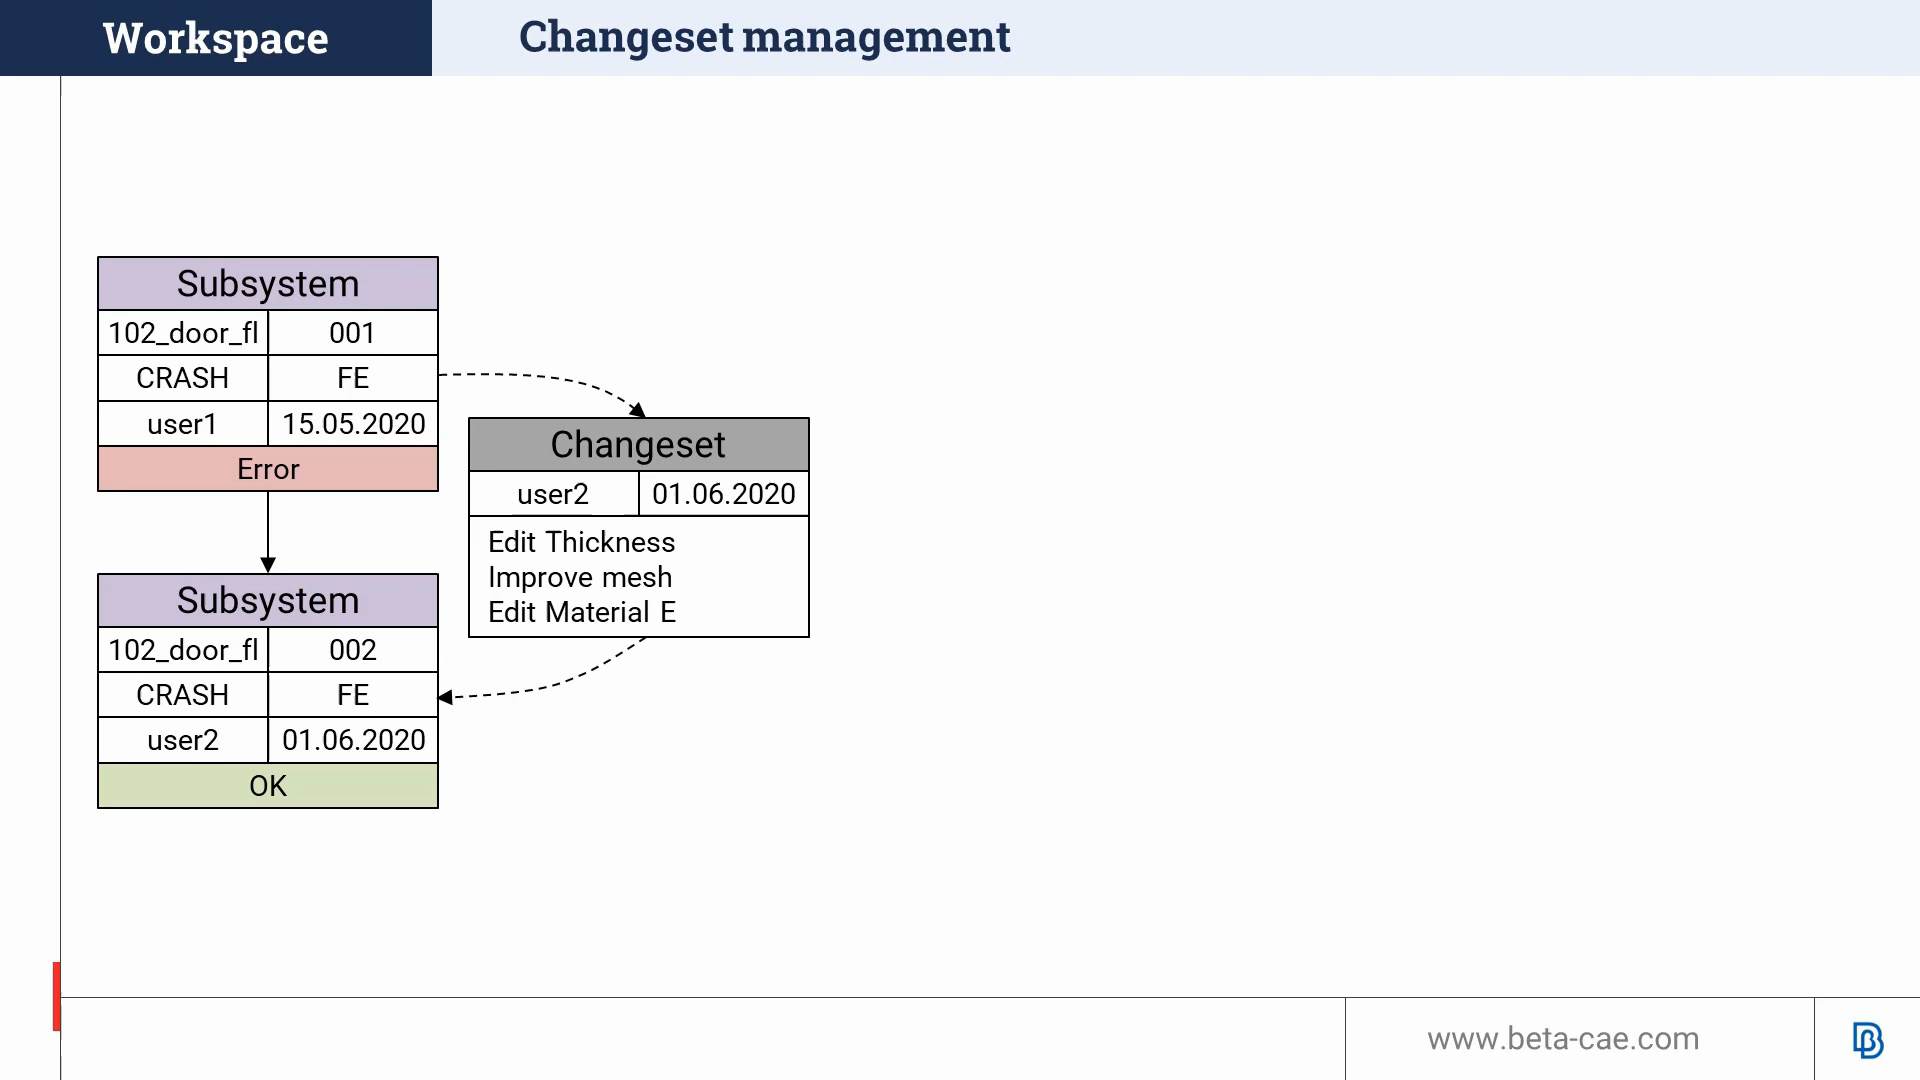 Workspace
Changeset management
Subsystem
102_door_fl 001
CRASH FE
user1 15.05.2020
Error
Changeset
user2 01.06.2020
Edit Thickness
Improve mesh
Edit Material E
Subsystem
102_door_fl 002
CRASH FE
user2 01.06.2020
OK
www.beta-cae.com